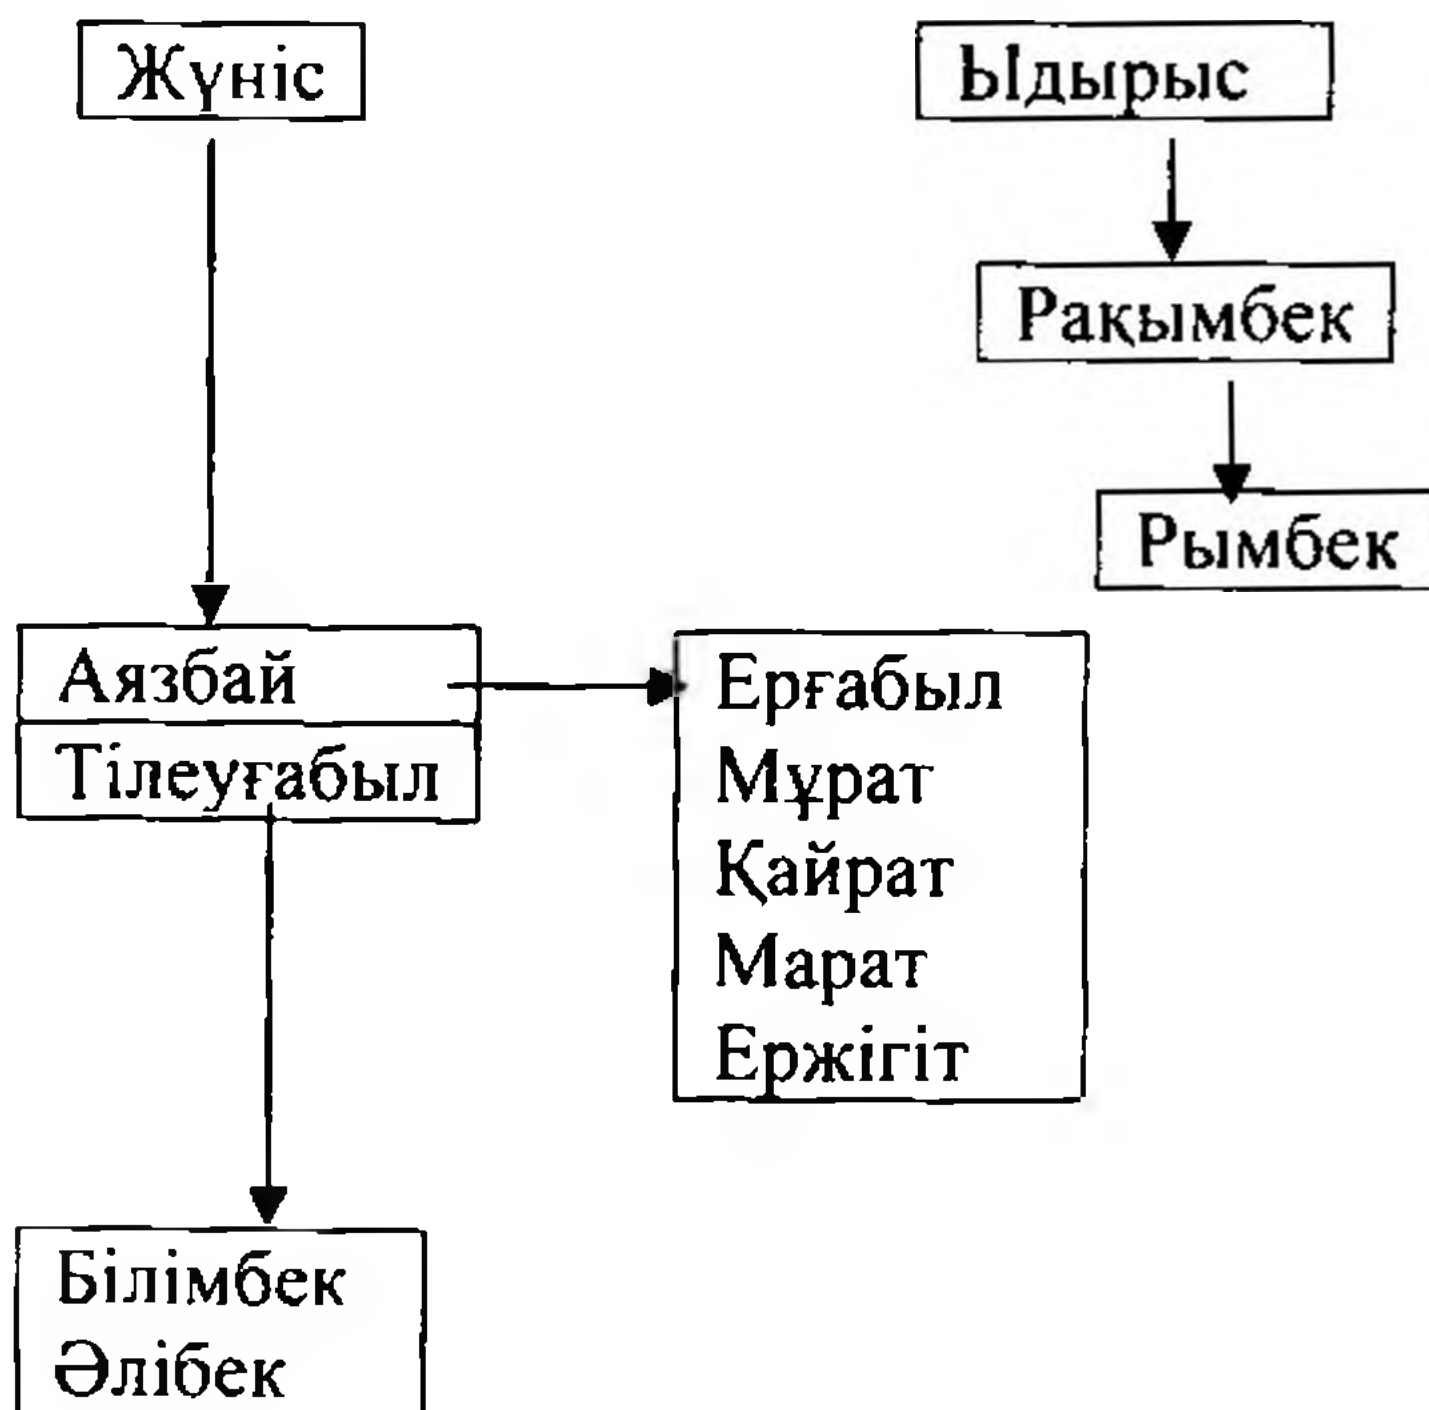 Жүніс
Ыдырыс
Рақымбек
Рымбек
Аязбай
Тілеуғабыл
Ерғабыл
Мұрат
Қайрат
Марат
Ержігіт
Білімбек
Әлібек